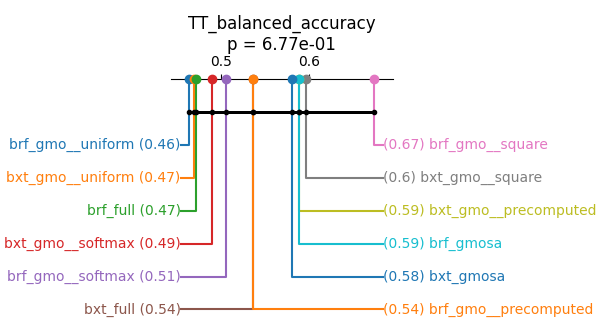 TT_balanced_accuracy
p = 6.77e-01
0.5 0.6
brf_gmo__uniform (0.46) (0.67) brf_gmo__square
bxt_gmo__uniform (0.47) (0.6) bxt_gmo__square
brf_full (0.47) (0.59) bxt_gmo__precomputed
bxt_gmo__softmax (0.49) (0.59) brf_gmosa
brf_gmo__softmax (0.51) (0.58) bxt_gmosa
bxt_full (0.54) (0.54) brf_gmo__precomputed